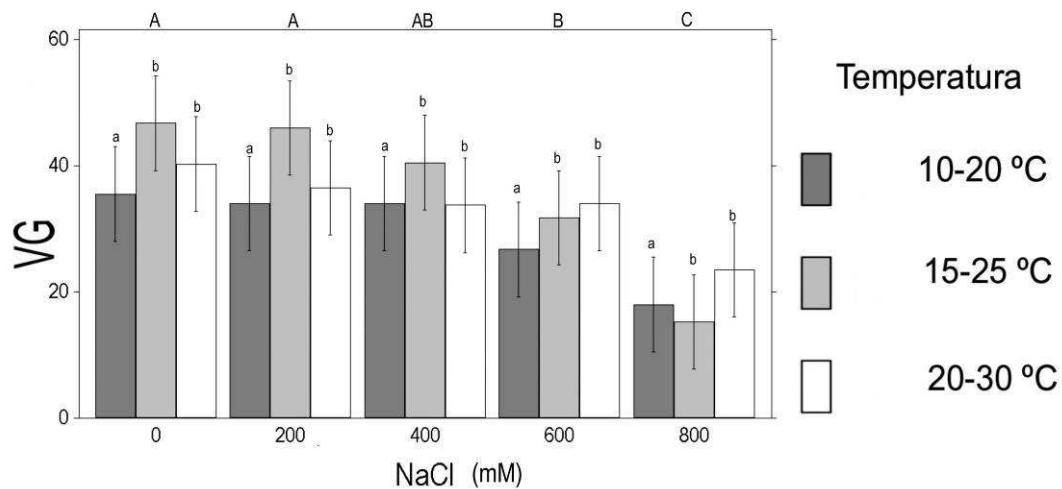 A A AB B C
60
40
20
0
VG
a b b
a b b
a b b
a b b
a b b
0 200 400 600 800
NaCl (mM)
Temperatura
10-20 ºC
15-25 ºC
20-30 ºC